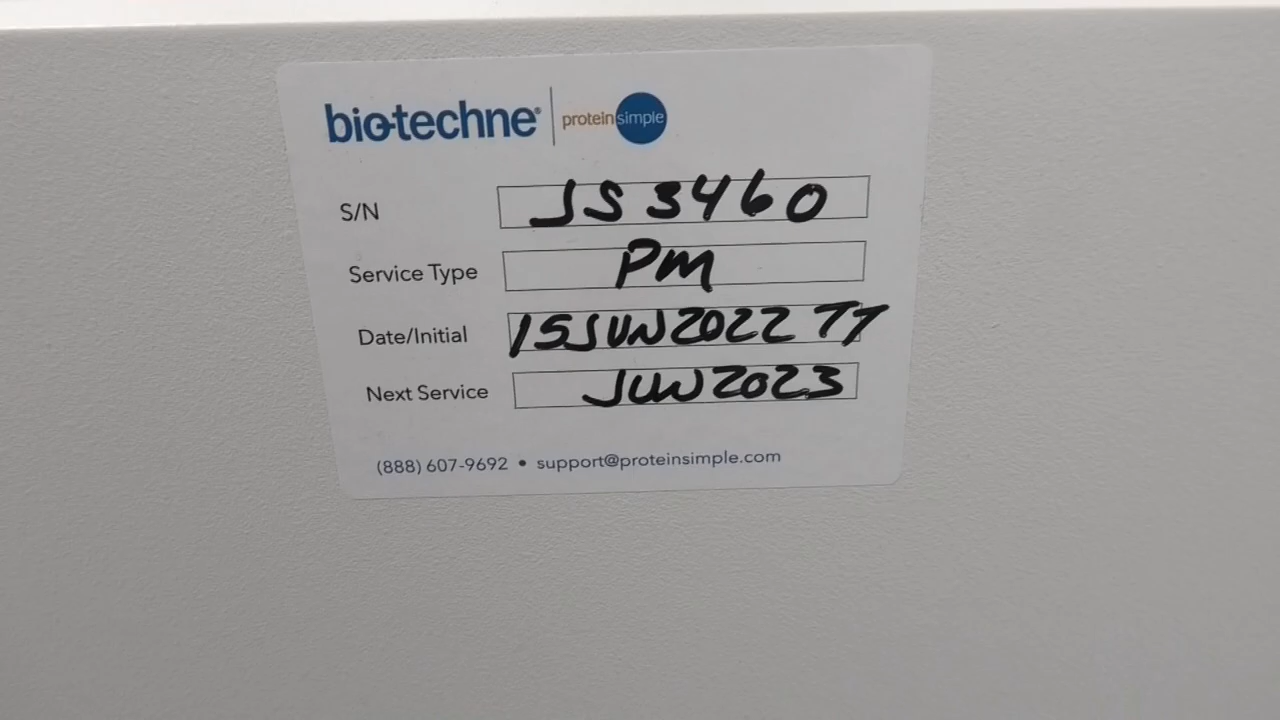 bio-techne® | proteinsimple
S/N JS3460
Service Type PM
Date/Initial 15JUN2022 TT
Next Service JUN2023
(888) 607-9692 • support@proteinsimple.com